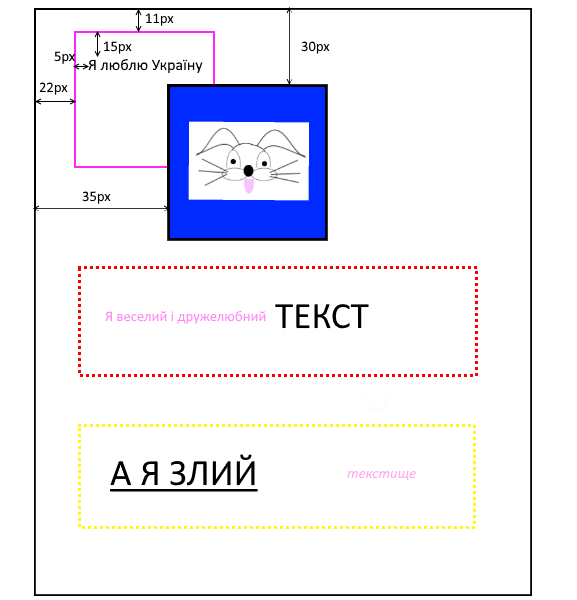 11px
15px
30px
5px
Я люблю Україну
22px
35px
Я веселий і дружелюбний ТЕКСТ
А Я ЗЛИЙ текстище